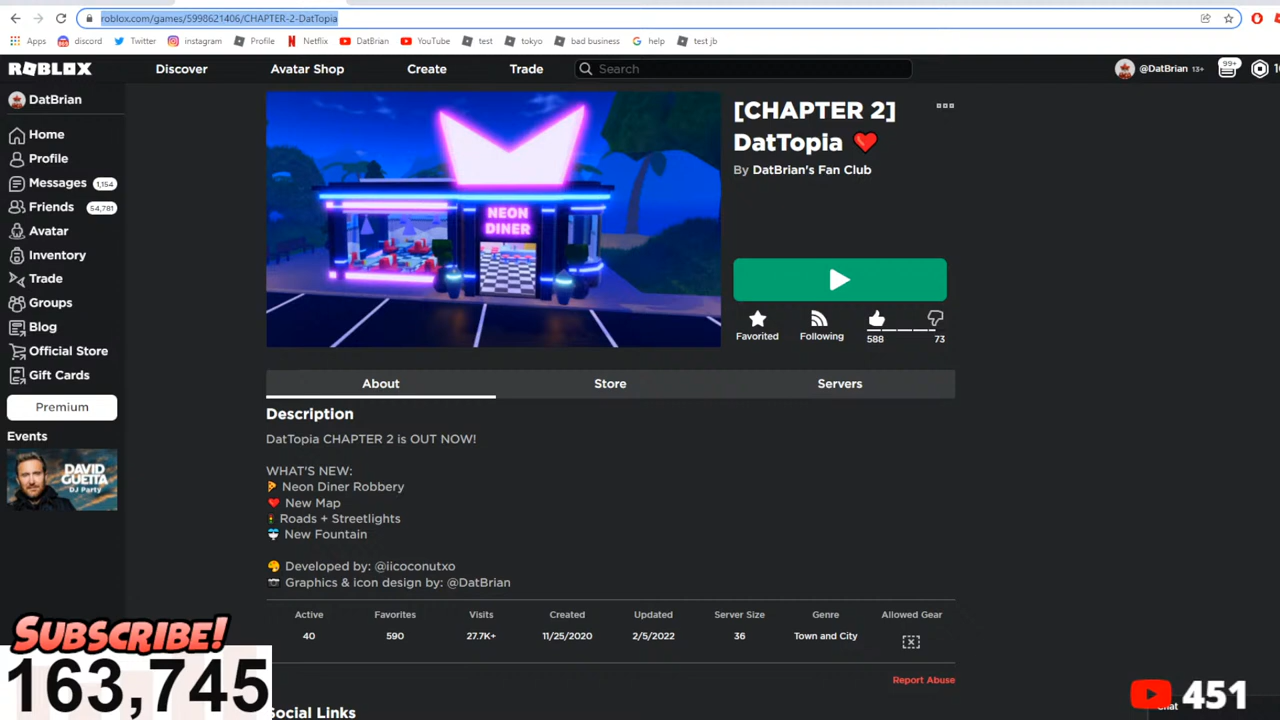 roblox.com/games/5998621406/CHAPTER-2-DatTopia
Apps discord Twitter instagram Profile Netflix DatBrian YouTube test tokyo bad business help test jb
ROBLOX Discover Avatar Shop Create Trade Search @DatBrian 13+ 99+
DatBrian
Home
Profile
Messages 1,154
Friends 54,781
Avatar
Inventory
Trade
Groups
Blog
Official Store
Gift Cards
Premium
Events
DAVID
GUETTA
DJ Party
NEON
DINER
[CHAPTER 2]
DatTopia ❤️
By DatBrian's Fan Club
Favorited Following 588 73
About Store Servers
Description
DatTopia CHAPTER 2 is OUT NOW!
WHAT'S NEW:
🍕 Neon Diner Robbery
❤️ New Map
🚦 Roads + Streetlights
New Fountain
🎨 Developed by: @iicoconutxo
Graphics & icon design by: @DatBrian
Active Favorites Visits Created Updated Server Size Genre Allowed Gear
40 590 27.7K+ 11/25/2020 2/5/2022 36 Town and City
Report Abuse
Social Links
SUBSCRIBE!
163,745
Chat
451